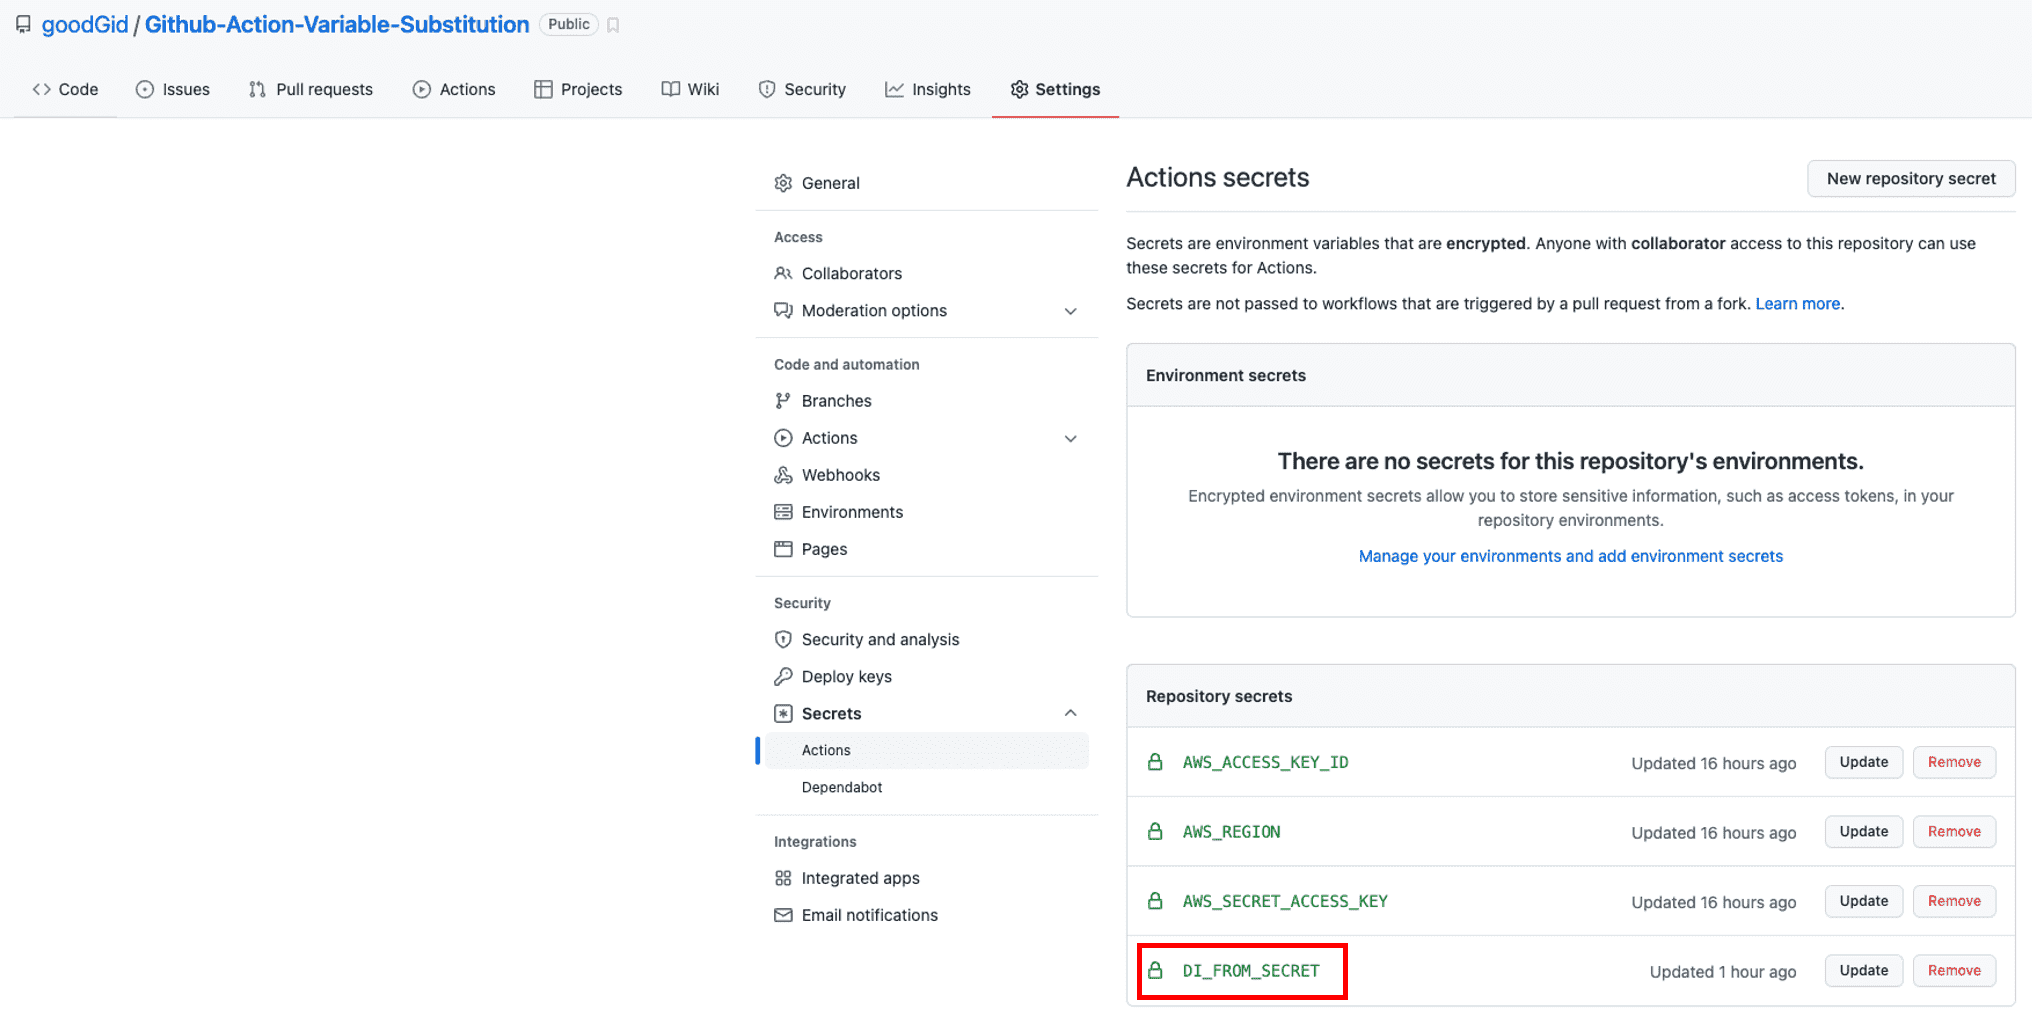 goodGid / Github-Action-Variable-Substitution Public
Code Issues Pull requests Actions Projects Wiki Security Insights Settings
General
Access
Collaborators
Moderation options
Code and automation
Branches
Actions
Webhooks
Environments
Pages
Security
Security and analysis
Deploy keys
Secrets
Actions
Dependabot
Integrations
Integrated apps
Email notifications
Actions secrets
New repository secret
Secrets are environment variables that are encrypted. Anyone with collaborator access to this repository can use
these secrets for Actions.
Secrets are not passed to workflows that are triggered by a pull request from a fork. Learn more.
Environment secrets
There are no secrets for this repository's environments.
Encrypted environment secrets allow you to store sensitive information, such as access tokens, in your
repository environments.
Manage your environments and add environment secrets
Repository secrets
AWS_ACCESS_KEY_ID Updated 16 hours ago Update Remove
AWS_REGION Updated 16 hours ago Update Remove
AWS_SECRET_ACCESS_KEY Updated 16 hours ago Update Remove
DI_FROM_SECRET Updated 1 hour ago Update Remove